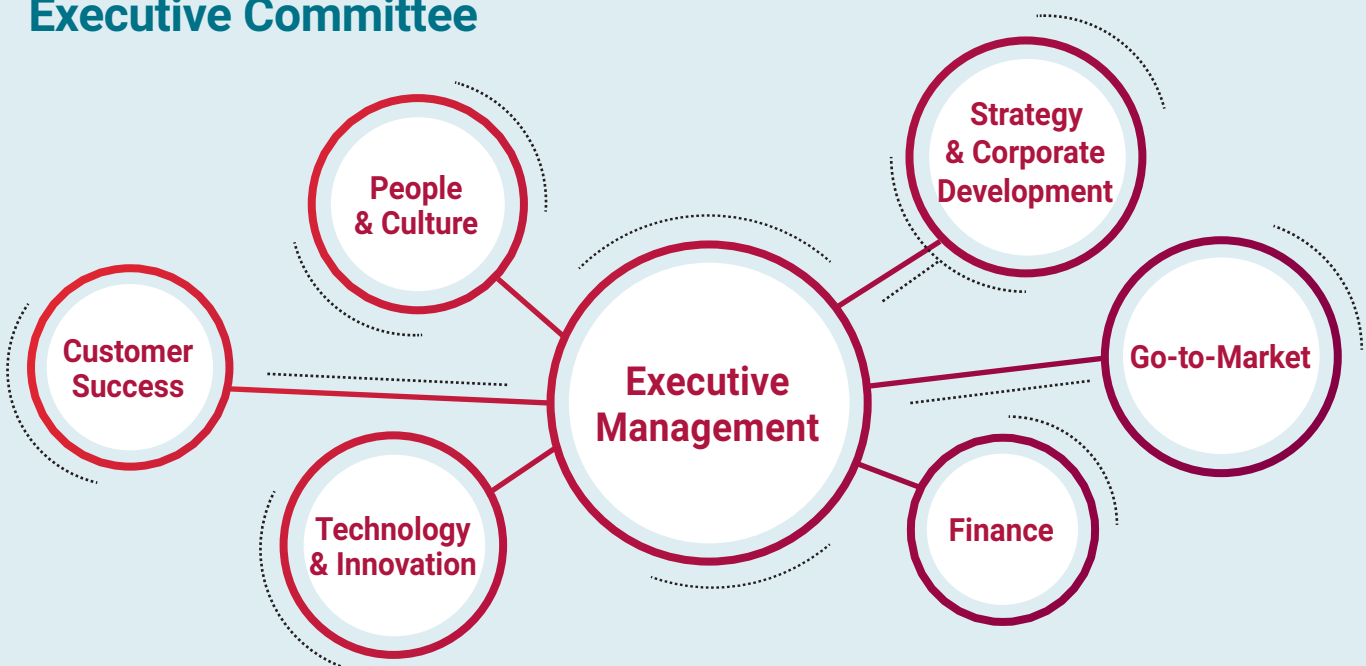 Executive Committee
People
& Culture
Strategy
& Corporate
Development
Customer
Success
Executive
Management
Go-to-Market
Technology
& Innovation
Finance